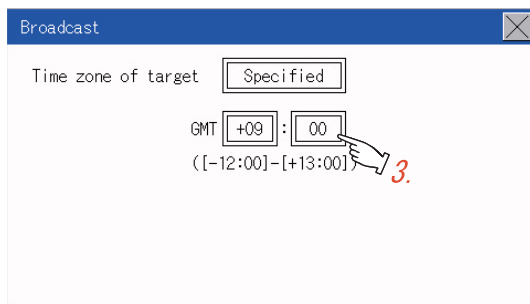 Broadcast
Time zone of target Specified
GMT +09 : 00
([-12:00]-[+13:00])
3.